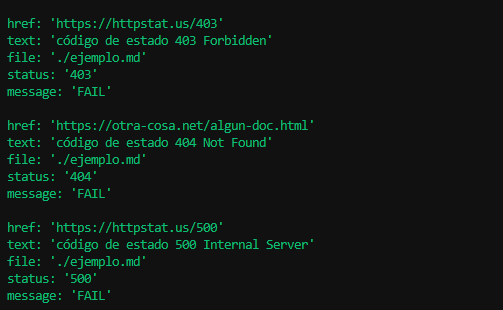 href: 'https://httpstat.us/403'
text: 'código de estado 403 Forbidden'
file: './ejemplo.md'
status: '403'
message: 'FAIL'
href: 'https://otra-cosa.net/algun-doc.html'
text: 'código de estado 404 Not Found'
file: './ejemplo.md'
status: '404'
message: 'FAIL'
href: 'https://httpstat.us/500'
text: 'código de estado 500 Internal Server'
file: './ejemplo.md'
status: '500'
message: 'FAIL'